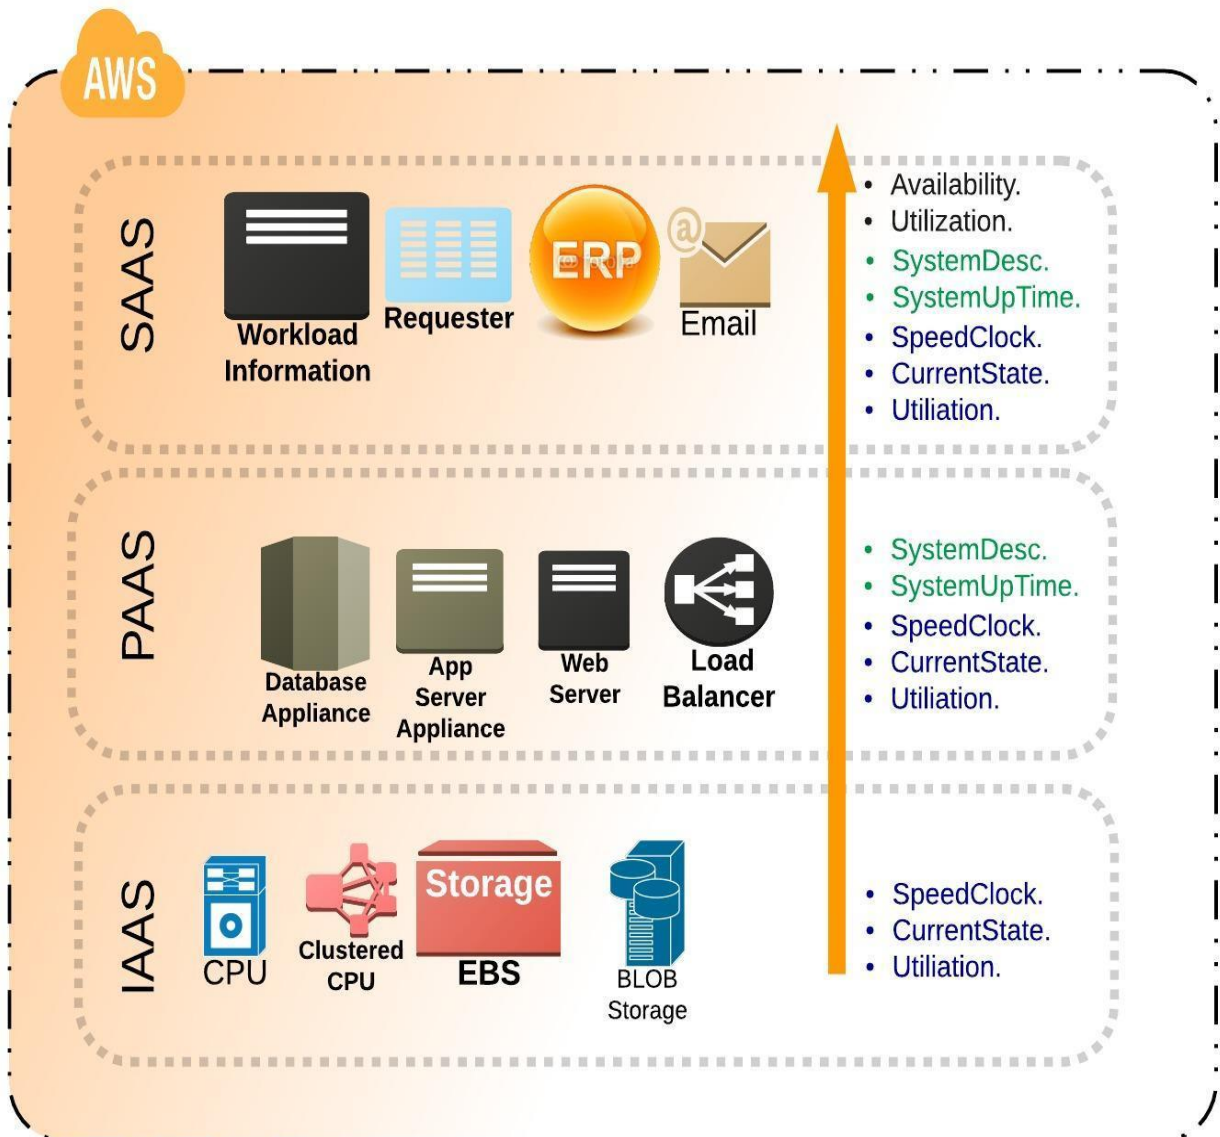 AWS
SAAS
Workload
Information
Requester
ERP
@
Email
• Availability.
• Utilization.
• SystemDesc.
• SystemUpTime.
• SpeedClock.
• CurrentState.
• Utiliation.
PAAS
Database
Appliance
App
Server
Appliance
Web
Server
Load
Balancer
• SystemDesc.
• SystemUpTime.
• SpeedClock.
• CurrentState.
• Utiliation.
IAAS
CPU
Clustered
CPU
Storage
EBS
BLOB
Storage
• SpeedClock.
• CurrentState.
• Utiliation.